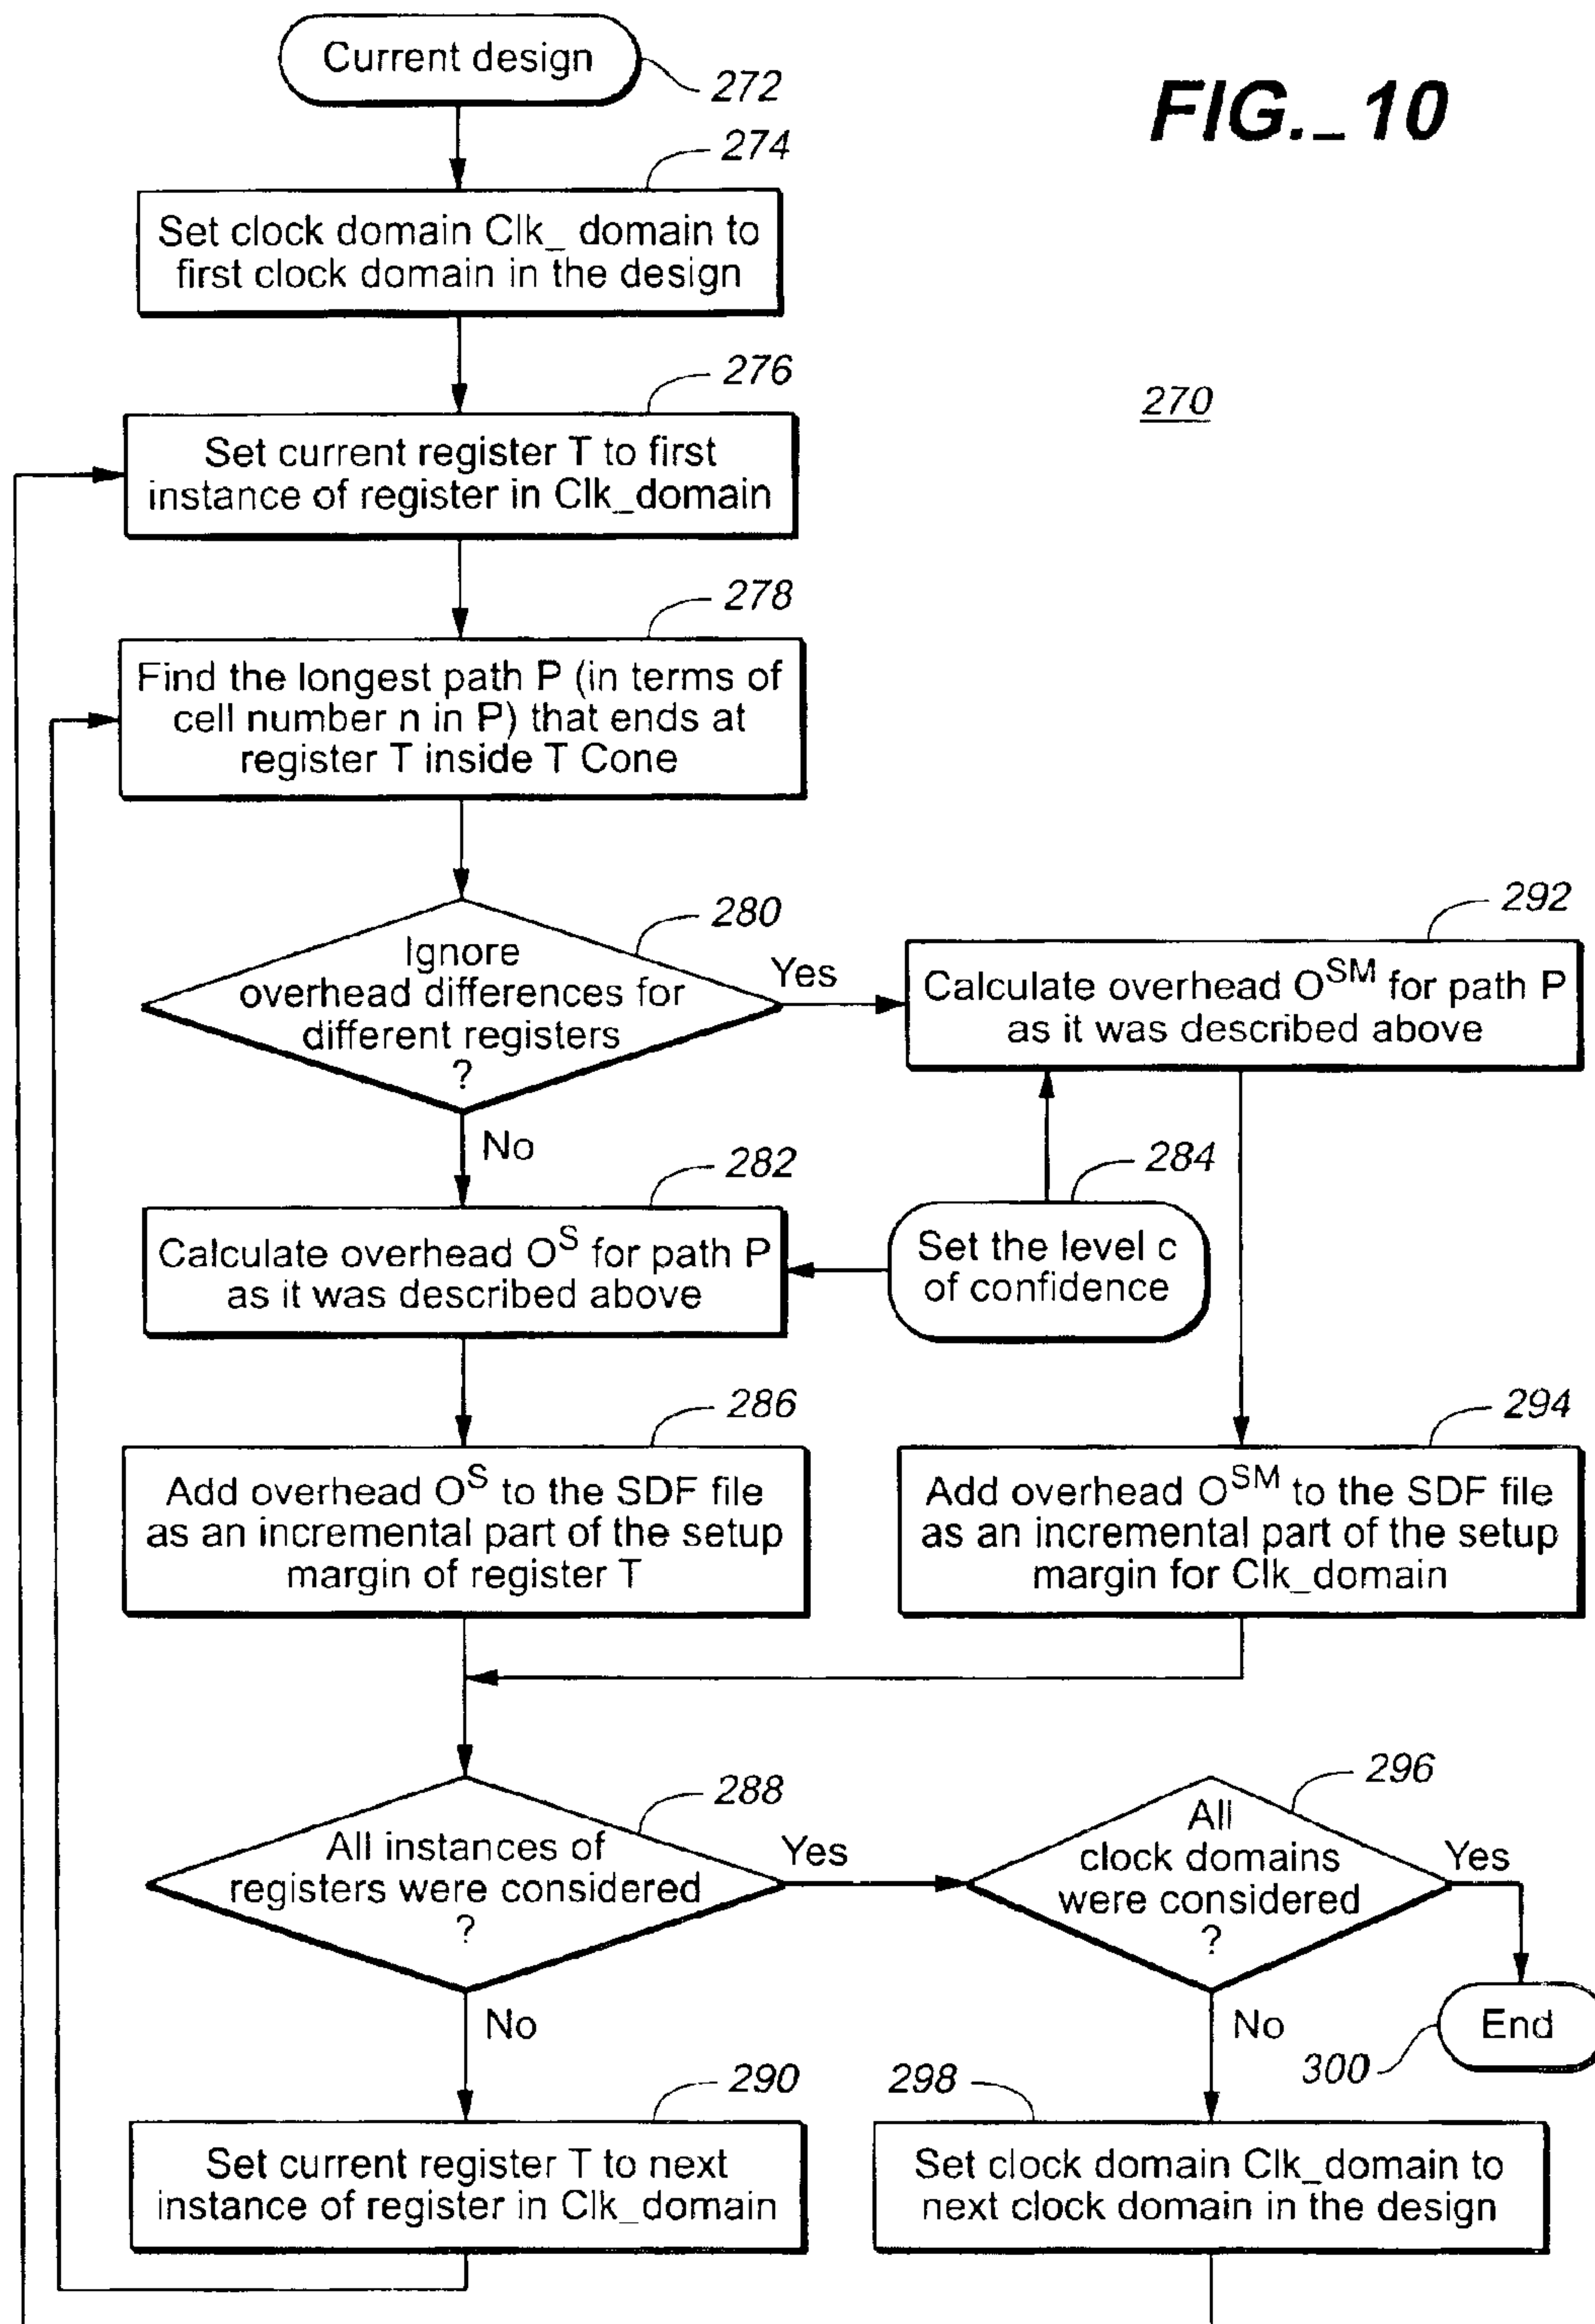 Current design
272
FIG._ 10
274
Set clock domain Clk_ domain to
first clock domain in the design
276
270
Set current register T to first
instance of register in Clk_domain
278
Find the longest path P (in terms of
cell number n in P) that ends at
register T inside T Cone
280
Ignore
overhead differences for
different registers
?
Yes
No
292
Calculate overhead O^SM for path P
as it was described above
282
Calculate overhead O^S for path P
as it was described above
284
Set the level c
of confidence
286
Add overhead O^S to the SDF file
as an incremental part of the setup
margin of register T
294
Add overhead O^SM to the SDF file
as an incremental part of the setup
margin for Clk_domain
288
All instances of
registers were considered
?
Yes
No
296
All
clock domains
were considered
?
Yes
No
End
300
290
Set current register T to next
instance of register in Clk_domain
298
Set clock domain Clk_domain to
next clock domain in the design